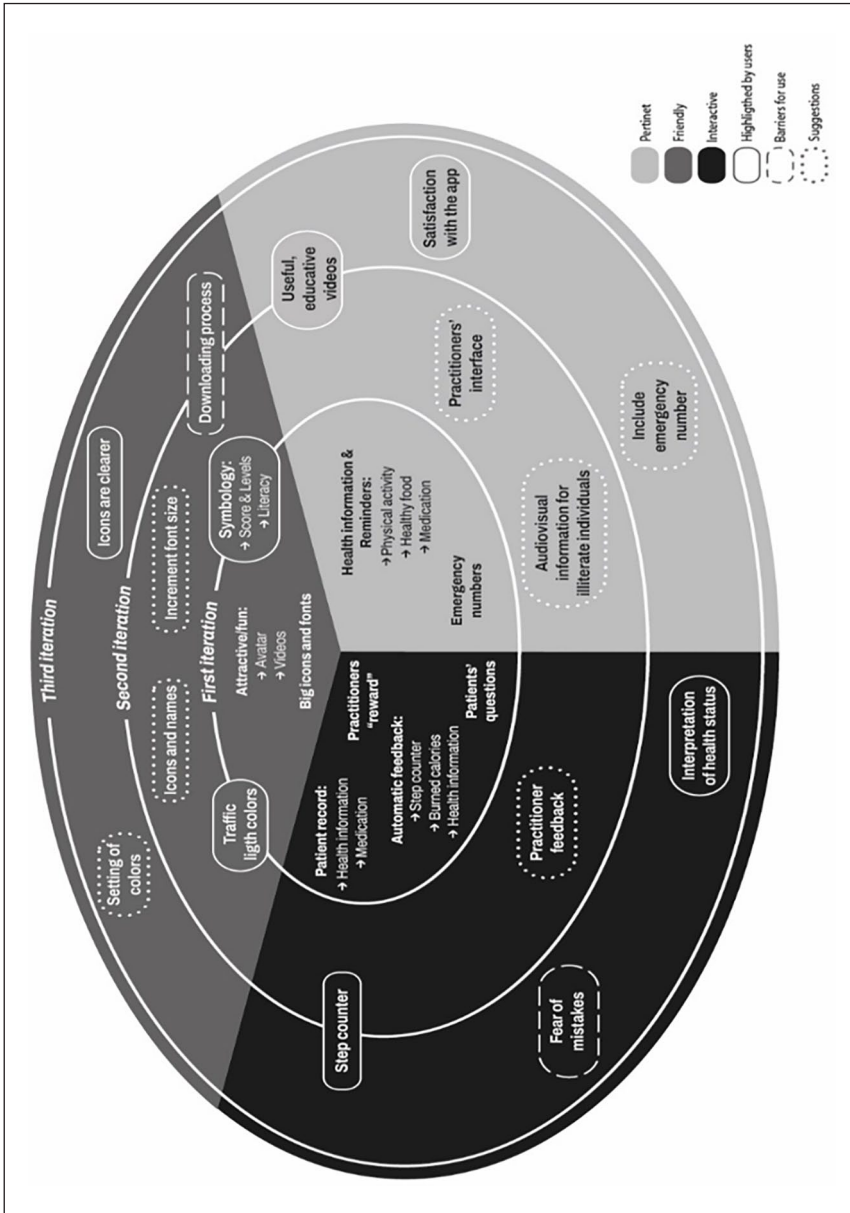 Third iteration
Setting of
colors
Icons are clearer
Second iteration
Icons and names
Increment font size
Downloading process
First iteration
Traffic
ligth colors
Attractive/fun:
→ Avatar
→ Videos
Big icons and fonts
Symbology:
→ Score & Levels
→ Literacy
Useful,
educative
videos
Step counter
Patient record:
→ Health information
→ Medication
Practitioners
"reward"
Automatic feedback:
→ Step counter
→ Burned calories
→ Health information
Patients'
questions
Health information &
Reminders:
→ Physical activity
→ Healthy food
→ Medication
Emergency
numbers
Satisfaction
with the app
Practitioners'
interface
Practitioner
feedback
Audiovisual
information for
illiterate individuals
Fear of
mistakes
Interpretation
of health status
Include
emergency
number
Pertinet
Friendly
Interactive
Highligthed by users
Barriers for use
Suggestions